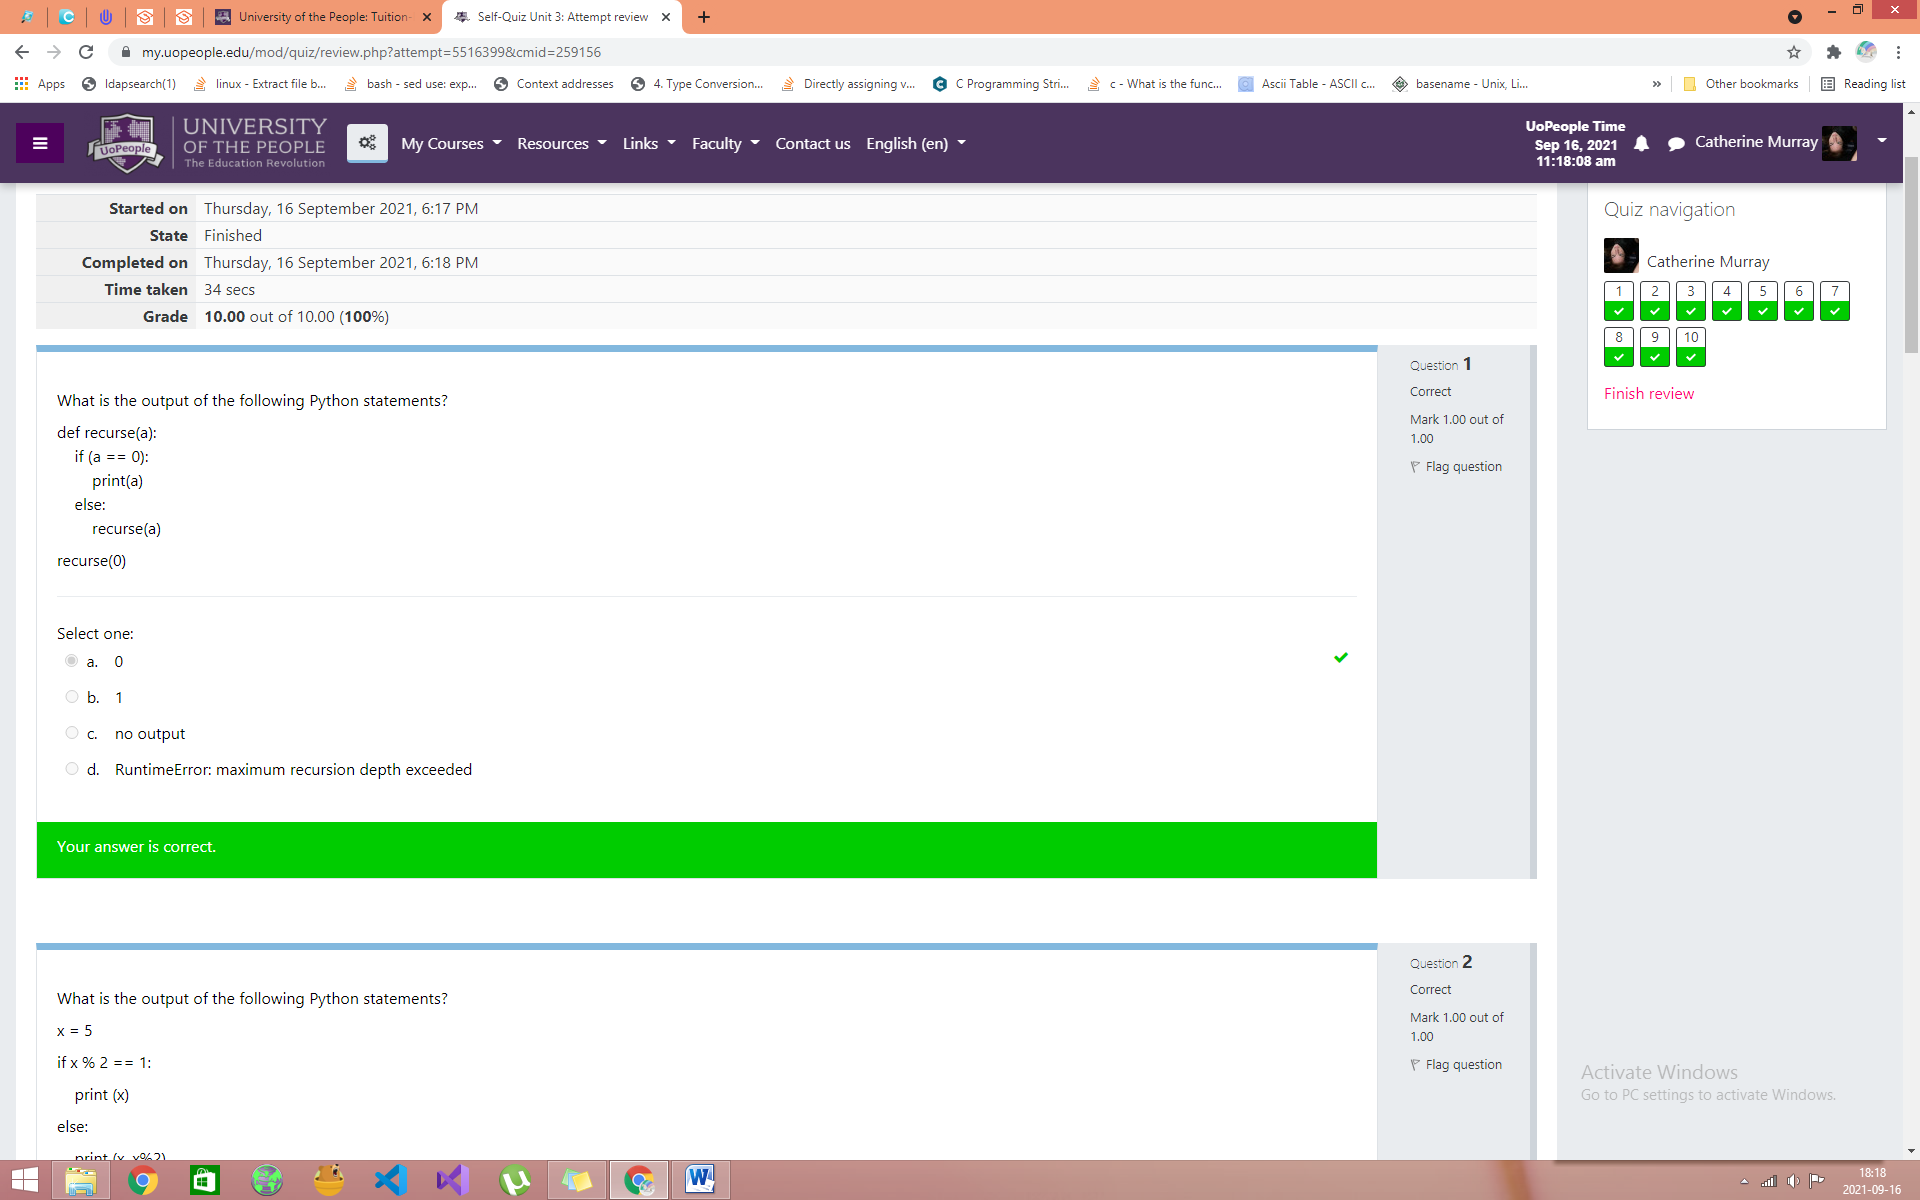 University of the People: Tuition-
Self-Quiz Unit 3: Attempt review
my.uopeople.edu/mod/quiz/review.php?attempt=5516399&cmid=259156
Apps
ldapsearch(1)
linux - Extract file b...
bash - sed use: exp...
Context addresses
4. Type Conversion...
Directly assigning v...
C Programming Stri...
c - What is the func...
Ascii Table - ASCII c...
basename - Unix, Li...
»
Other bookmarks
Reading list
UoPeople
UNIVERSITY
OF THE PEOPLE
The Education Revolution
My Courses
Resources
Links
Faculty
Contact us
English (en)
UoPeople Time
Sep 16, 2021
11:18:08 am
Catherine Murray
Started on Thursday, 16 September 2021, 6:17 PM
State Finished
Completed on Thursday, 16 September 2021, 6:18 PM
Time taken 34 secs
Grade 10.00 out of 10.00 (100%)
Quiz navigation
Catherine Murray
1 2 3 4 5 6 7
8 9 10
Finish review
Question 1
Correct
Mark 1.00 out of
1.00
Flag question
What is the output of the following Python statements?
def recurse(a):
if (a == 0):
print(a)
else:
recurse(a)
recurse(0)
Select one:
a. 0
b. 1
c. no output
d. RuntimeError: maximum recursion depth exceeded
Your answer is correct.
Question 2
Correct
Mark 1.00 out of
1.00
Flag question
What is the output of the following Python statements?
x = 5
if x % 2 == 1:
print (x)
else:
print (x, x%2)
Activate Windows
Go to PC settings to activate Windows.
18:18
2021-09-16